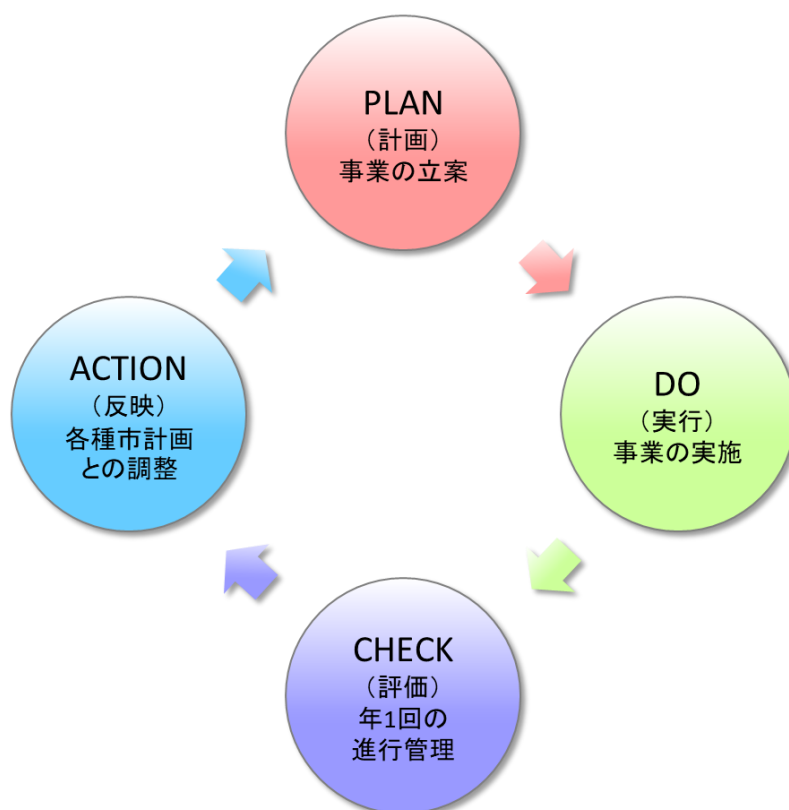 PLAN
（計画）
事業の立案
DO
（実行）
事業の実施
CHECK
（評価）
年1回の
進行管理
ACTION
（反映）
各種市計画
との調整